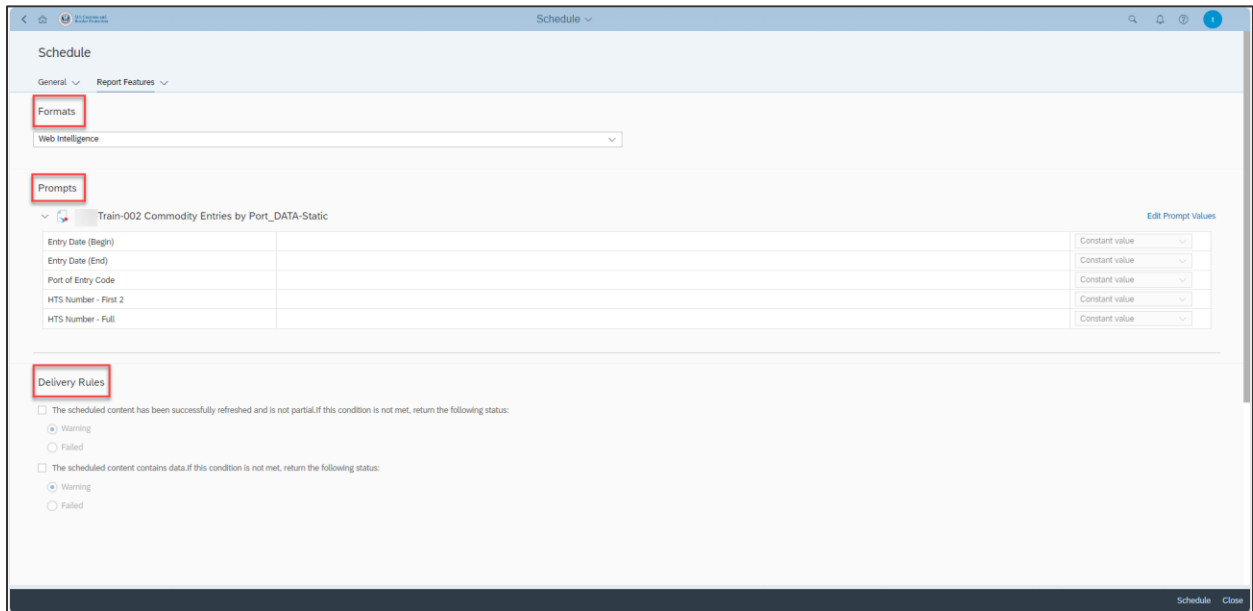 Schedule
t
Schedule
General
Report Features
Formats
Web Intelligence
Prompts
Train-002 Commodity Entries by Port_DATA-Static
Edit Prompt Values
Entry Date (Begin)
Constant value
Entry Date (End)
Constant value
Port of Entry Code
Constant value
HTS Number - First 2
Constant value
HTS Number - Full
Constant value
Delivery Rules
The scheduled content has been successfully refreshed and is not partial.If this condition is not met, return the following status:
Warning
Failed
The scheduled content contains data.If this condition is not met, return the following status:
Warning
Failed
Schedule Close